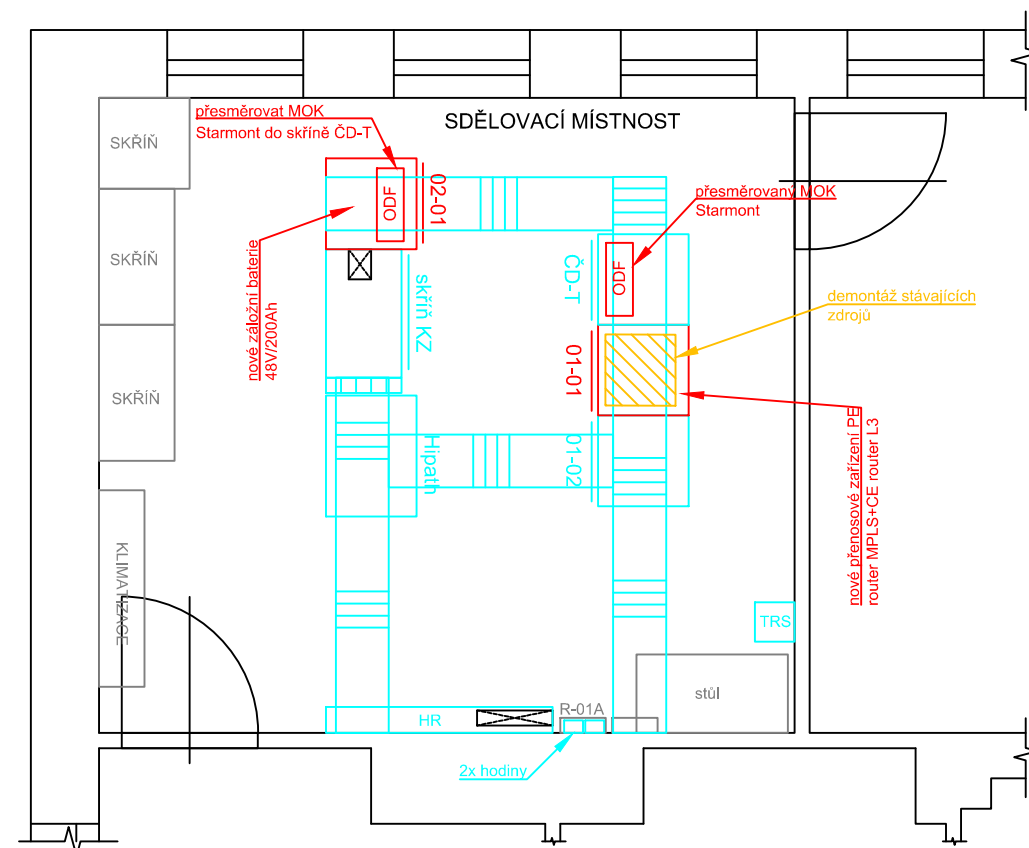 přesměrovat MOK
Starmont do skříně ČD-T
SDĚLOVACÍ MÍSTNOST
SKŘÍŇ
SKŘÍŇ
SKŘÍŇ
KLIMATIZACE
ODF
02-01
nové záložní baterie
48V/200Ah
skříň KZ
Hipath
přesměrovaný MOK
Starmont
ČD-T
ODF
demontáž stávajících
zdrojů
01-01
01-02
nové přenosové zařízení PE
router MPLS+CE router L3
TRS
stůl
R-01A
HR
2x hodiny